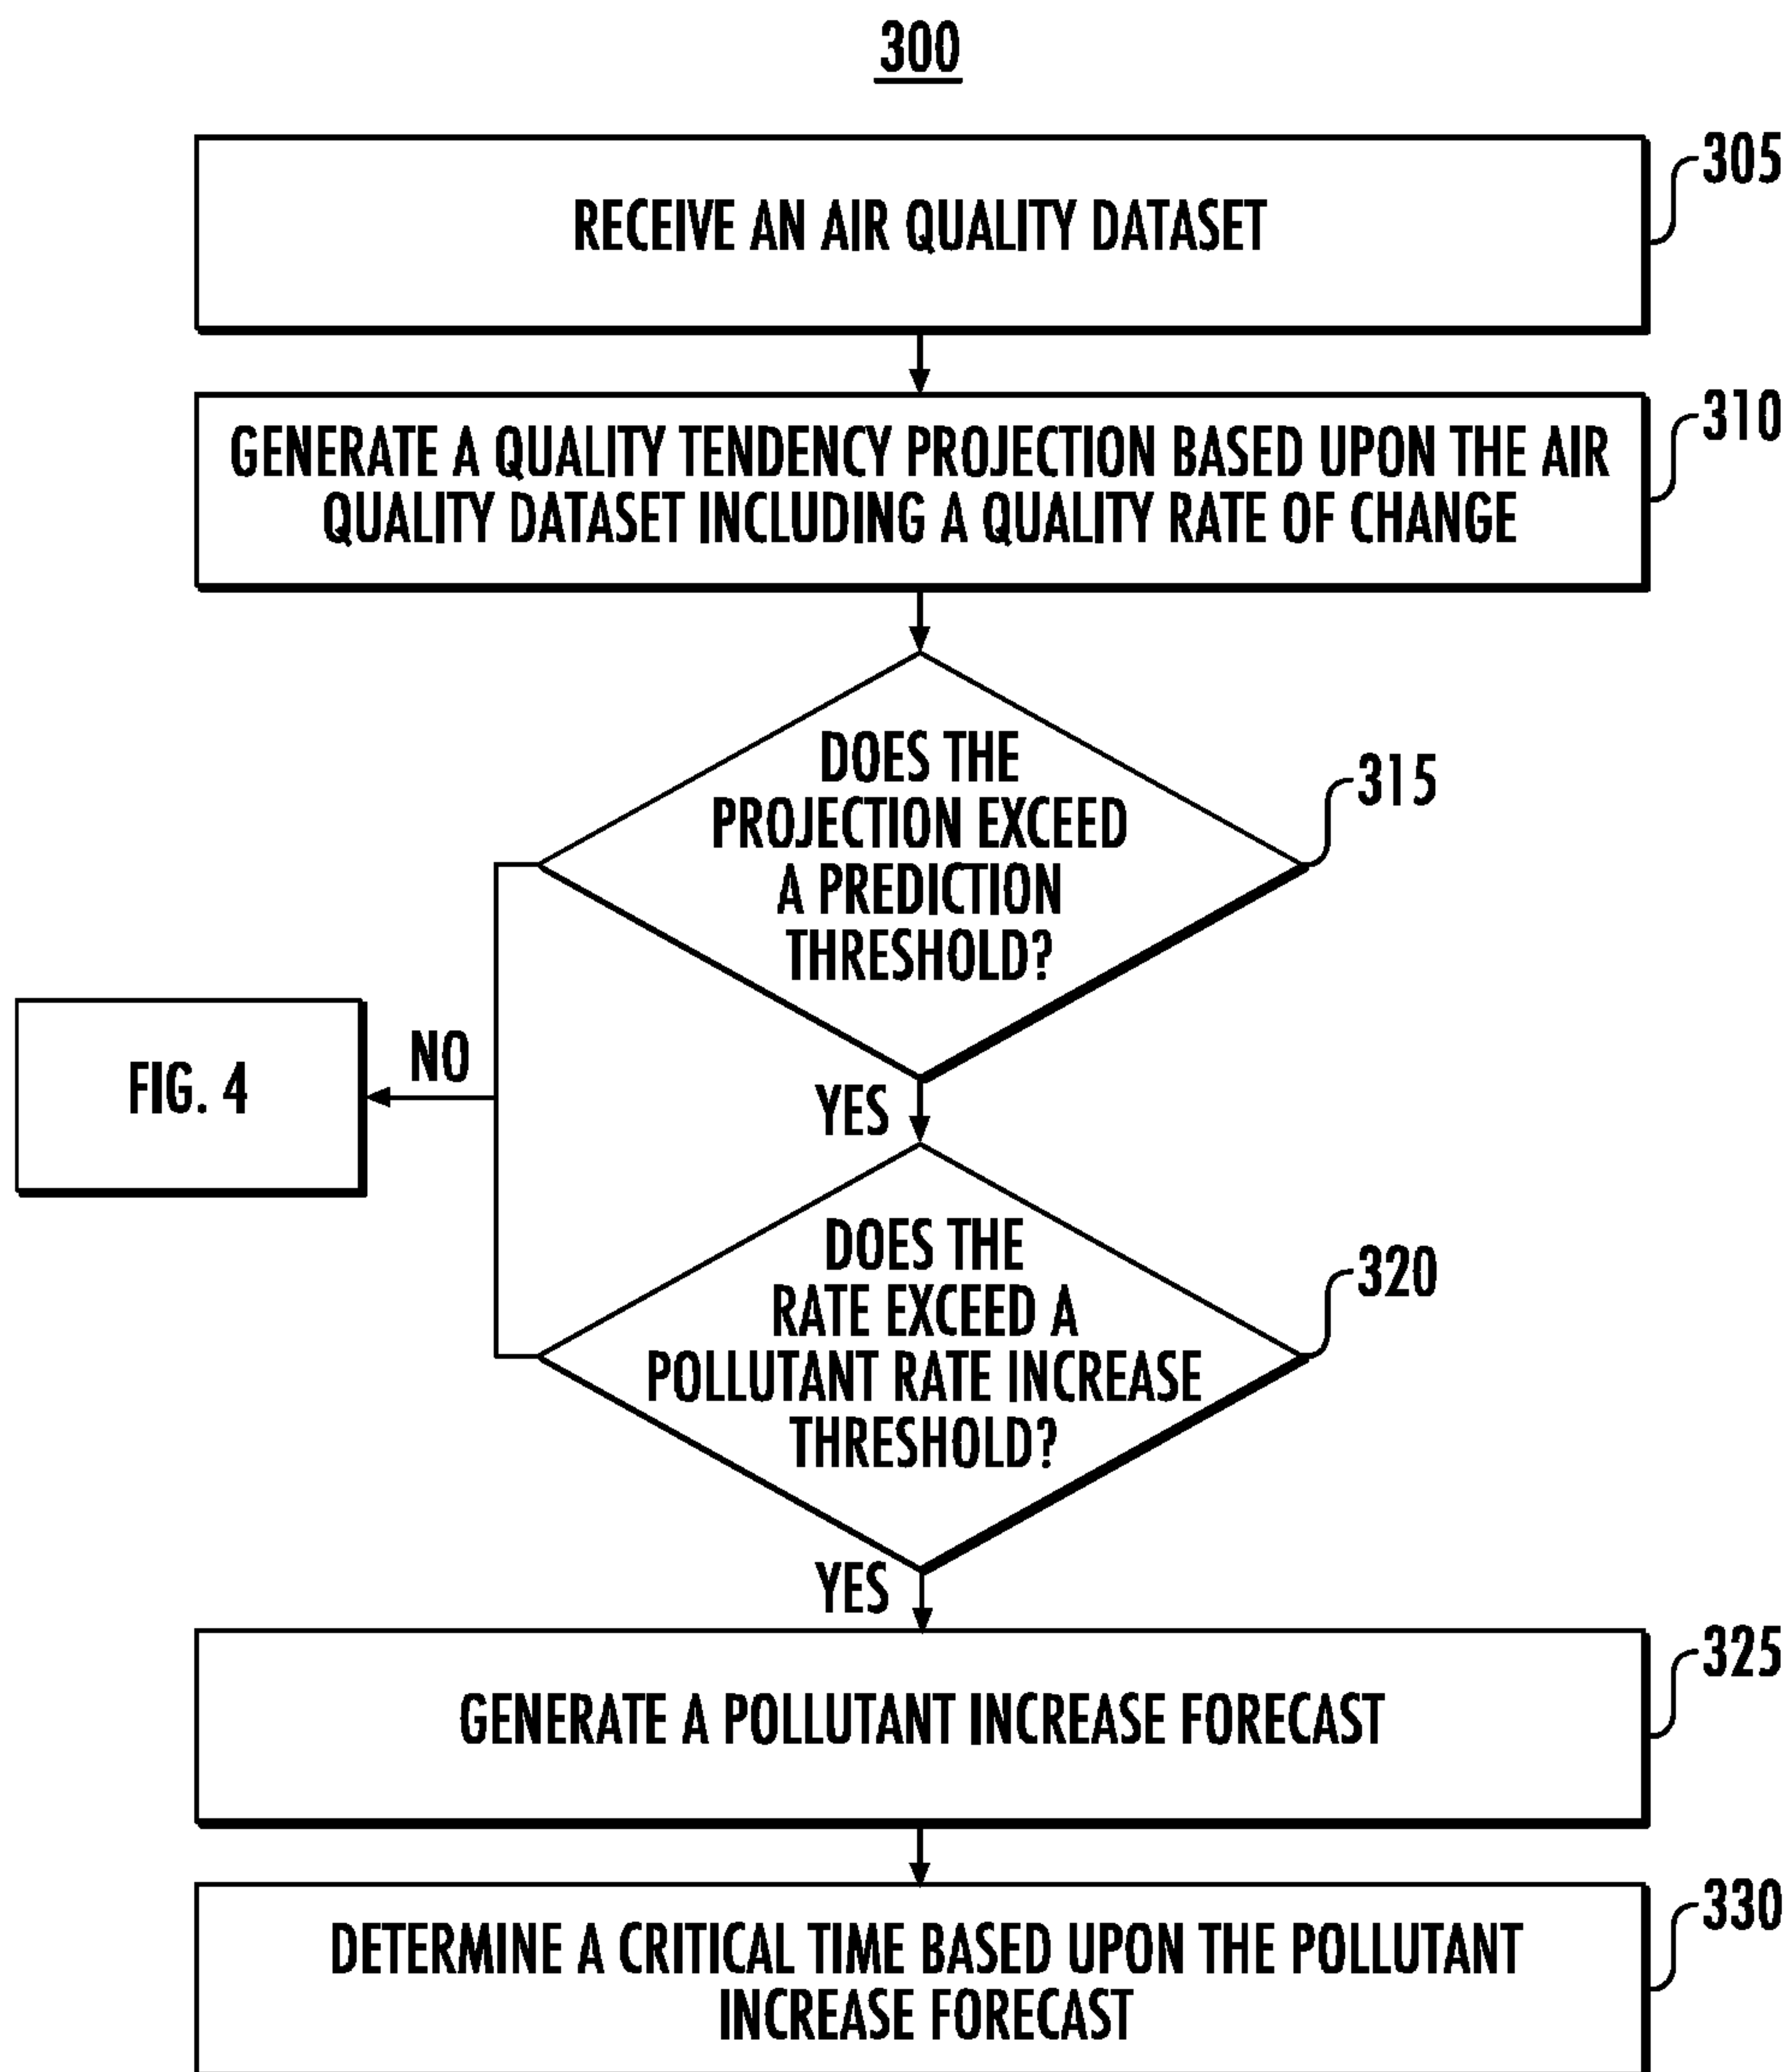 300
RECEIVE AN AIR QUALITY DATASET
305
GENERATE A QUALITY TENDENCY PROJECTION BASED UPON THE AIR
QUALITY DATASET INCLUDING A QUALITY RATE OF CHANGE
310
DOES THE
PROJECTION EXCEED
A PREDICTION
THRESHOLD?
315
NO
FIG. 4
YES
DOES THE
RATE EXCEED A
POLLUTANT RATE INCREASE
THRESHOLD?
320
YES
GENERATE A POLLUTANT INCREASE FORECAST
325
DETERMINE A CRITICAL TIME BASED UPON THE POLLUTANT
INCREASE FORECAST
330